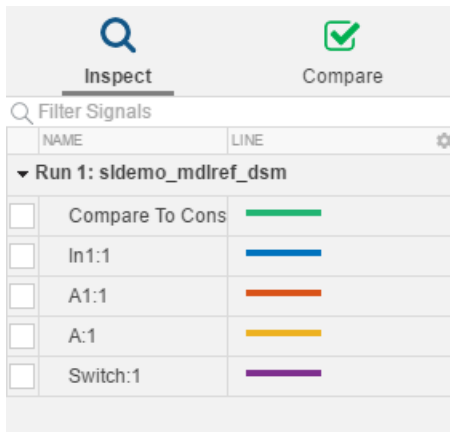 Inspect Compare
Filter Signals
NAME LINE
Run 1: sldemo_mdlref_dsm
Compare To Cons
In1:1
A1:1
A:1
Switch:1